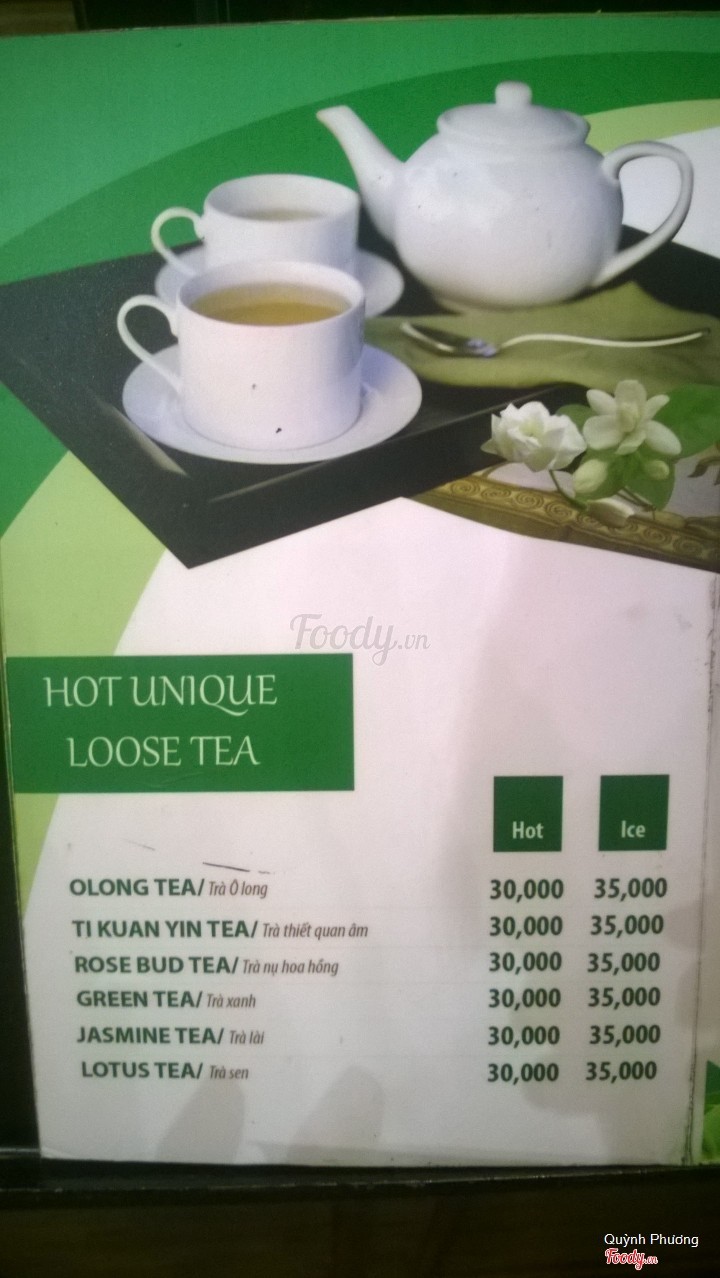 Foody.vn
HOT UNIQUE
LOOSE TEA
Hot Ice
OLONG TEA/ Trà Ô long 30,000 35,000
TI KUAN YIN TEA/ Trà thiết quan âm 30,000 35,000
ROSE BUD TEA/ Trà nụ hoa hồng 30,000 35,000
GREEN TEA/ Trà xanh 30,000 35,000
JASMINE TEA/ Trà lài 30,000 35,000
LOTUS TEA/ Trà sen 30,000 35,000
Quỳnh Phương
Foody.vn